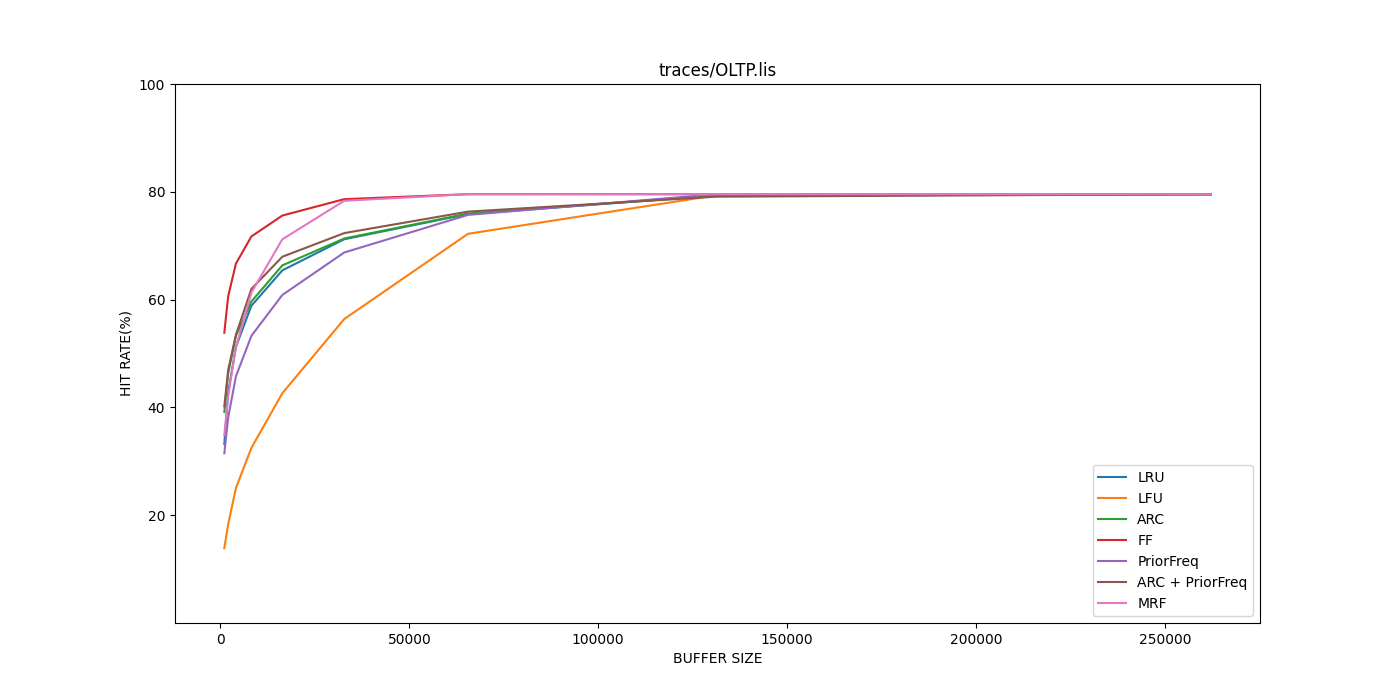 traces/OLTP.lis
100
80
60
40
20
HIT RATE(%)
0
50000
100000
150000
200000
250000
BUFFER SIZE
LRU
LFU
ARC
FF
PriorFreq
ARC + PriorFreq
MRF